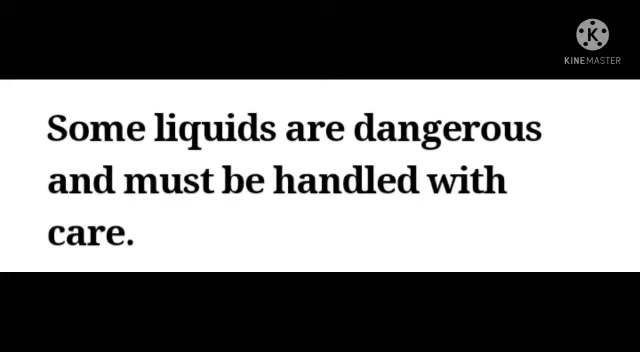 K
KINEMASTER
Some liquids are dangerous
and must be handled with
care.